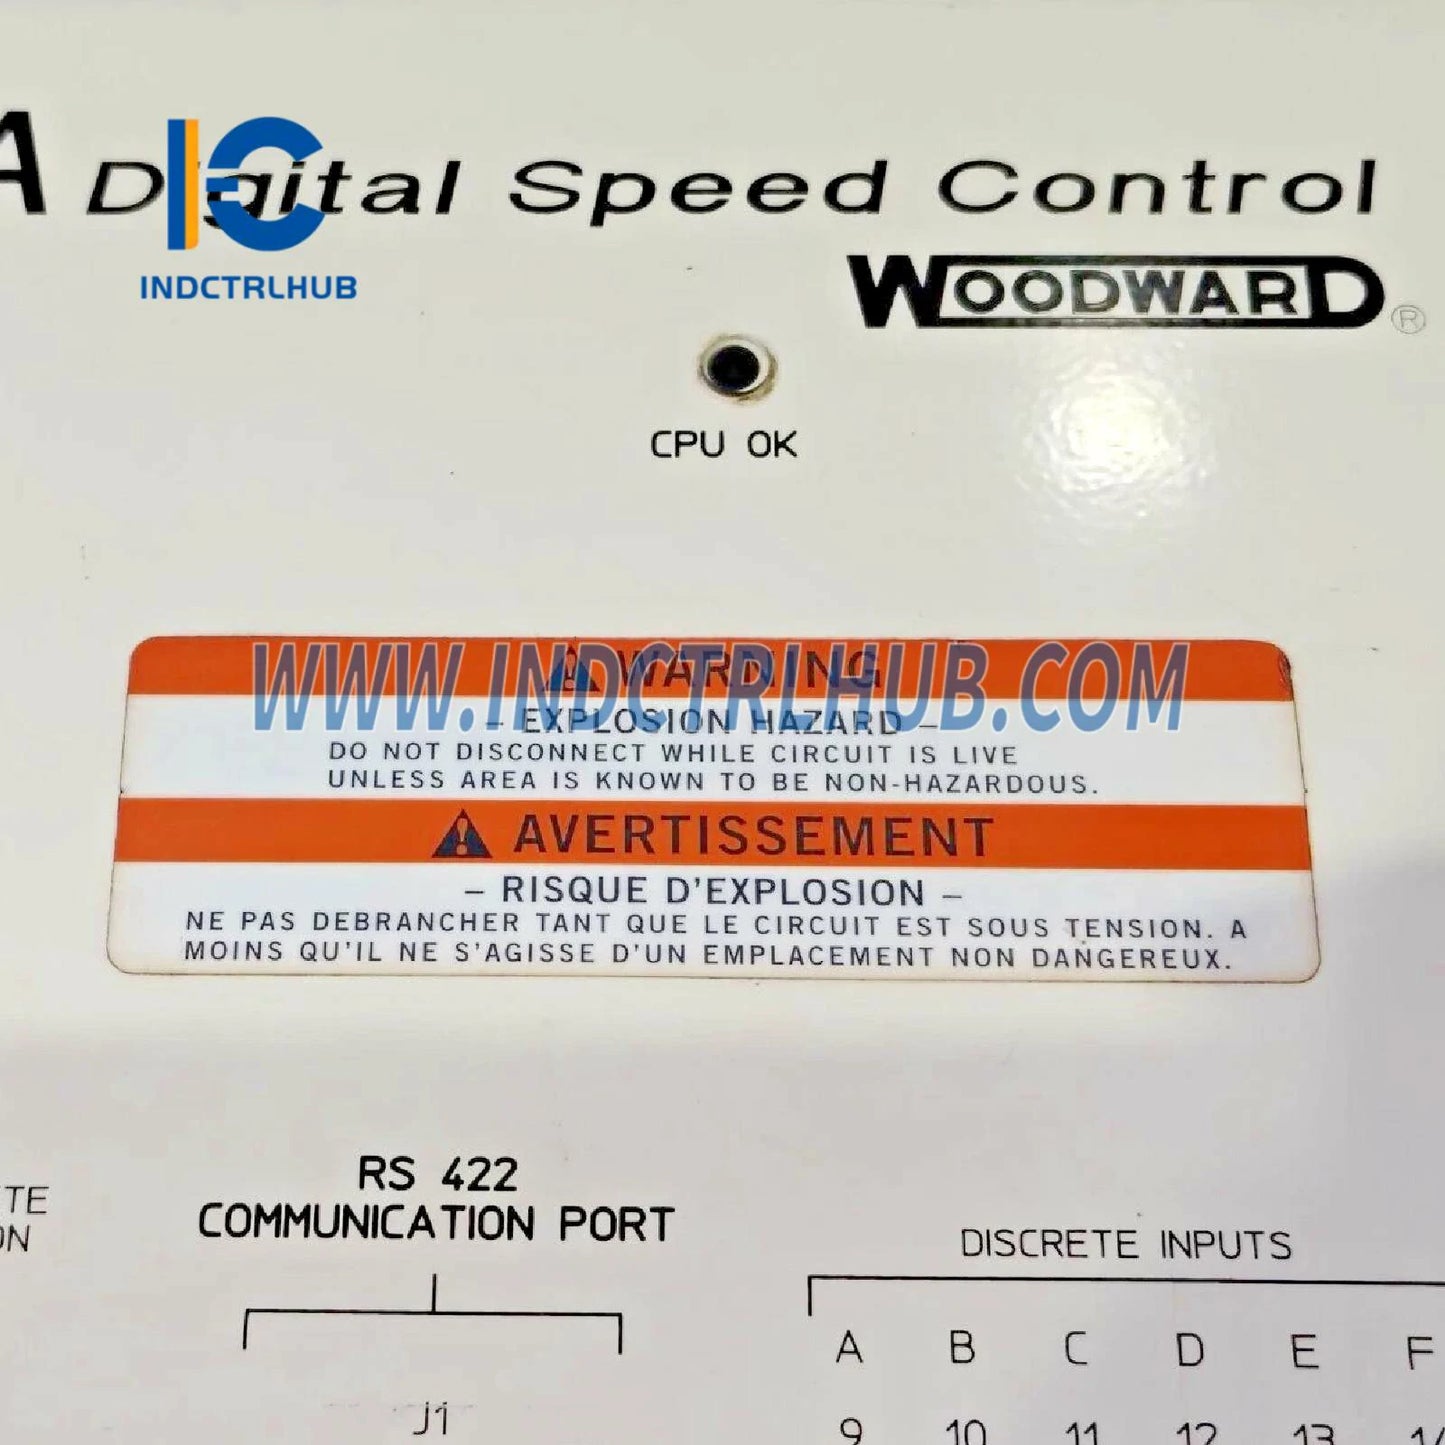 A Digital Speed Control
INDCTRLHUB
WOODWARD®
CPU OK
WWW.INDCTRLHUB.COM
WARNING
- EXPLOSION HAZARD -
DO NOT DISCONNECT WHILE CIRCUIT IS LIVE
UNLESS AREA IS KNOWN TO BE NON-HAZARDOUS.
AVERTISSEMENT
- RISQUE D'EXPLOSION -
NE PAS DEBRANCHER TANT QUE LE CIRCUIT EST SOUS TENSION. A
MOINS QU'IL NE S'AGISSE D'UN EMPLACEMENT NON DANGEREUX.
RS 422
COMMUNICATION PORT
TE
ON
DISCRETE INPUTS
A B C D E F
J1
9 10 11 12 13